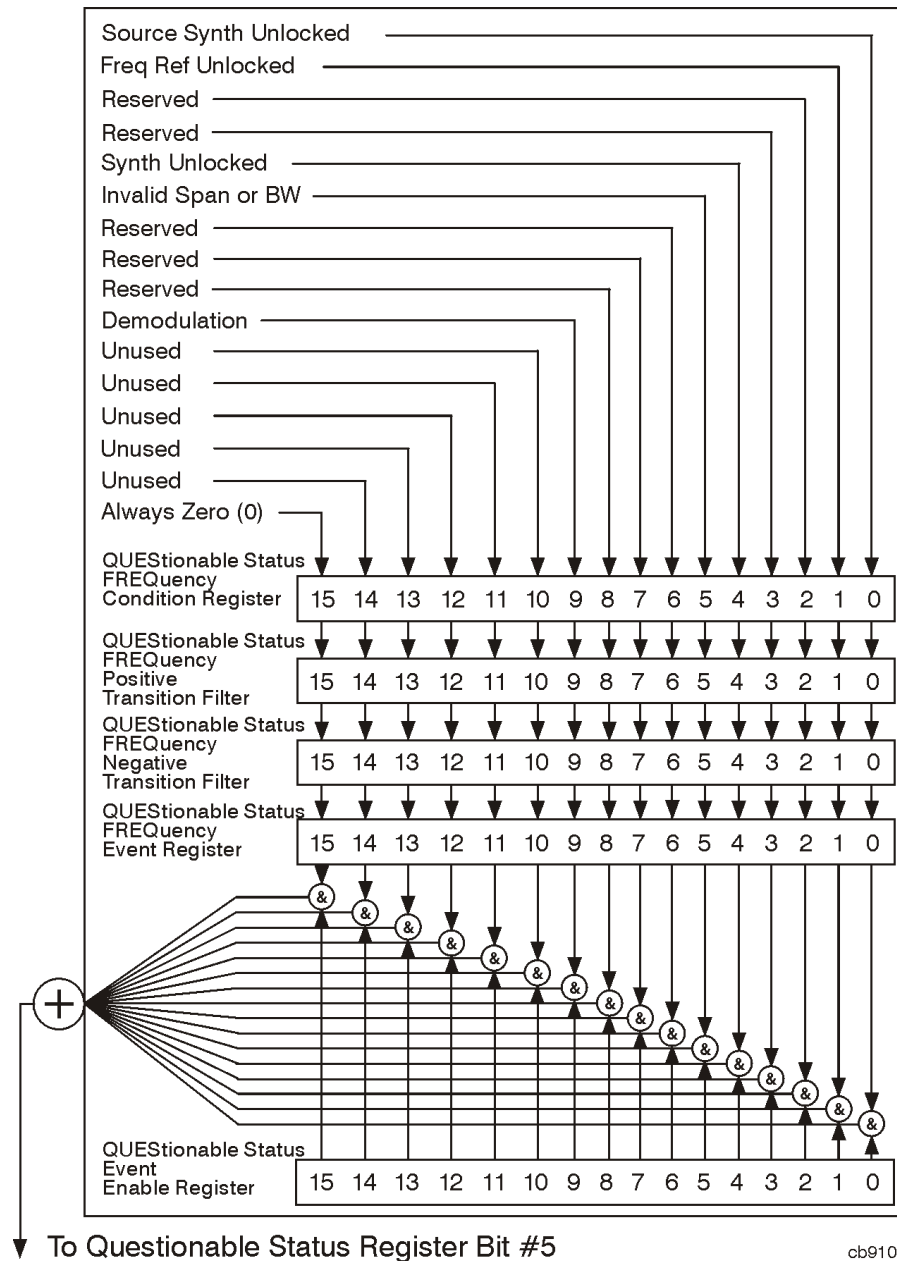 Source Synth Unlocked
Freq Ref Unlocked
Reserved
Reserved
Synth Unlocked
Invalid Span or BW
Reserved
Reserved
Reserved
Demodulation
Unused
Unused
Unused
Unused
Unused
Always Zero (0)
QUEStionable Status
FREQuency
Condition Register
15 14 13 12 11 10 9 8 7 6 5 4 3 2 1 0
QUEStionable Status
FREQuency
Positive
Transition Filter
15 14 13 12 11 10 9 8 7 6 5 4 3 2 1 0
QUEStionable Status
FREQuency
Negative
Transition Filter
15 14 13 12 11 10 9 8 7 6 5 4 3 2 1 0
QUEStionable Status
FREQuency
Event Register
15 14 13 12 11 10 9 8 7 6 5 4 3 2 1 0
& & & & & & & & & & & & & & & &
+
QUEStionable Status
Event
Enable Register
15 14 13 12 11 10 9 8 7 6 5 4 3 2 1 0
To Questionable Status Register Bit #5
cb910